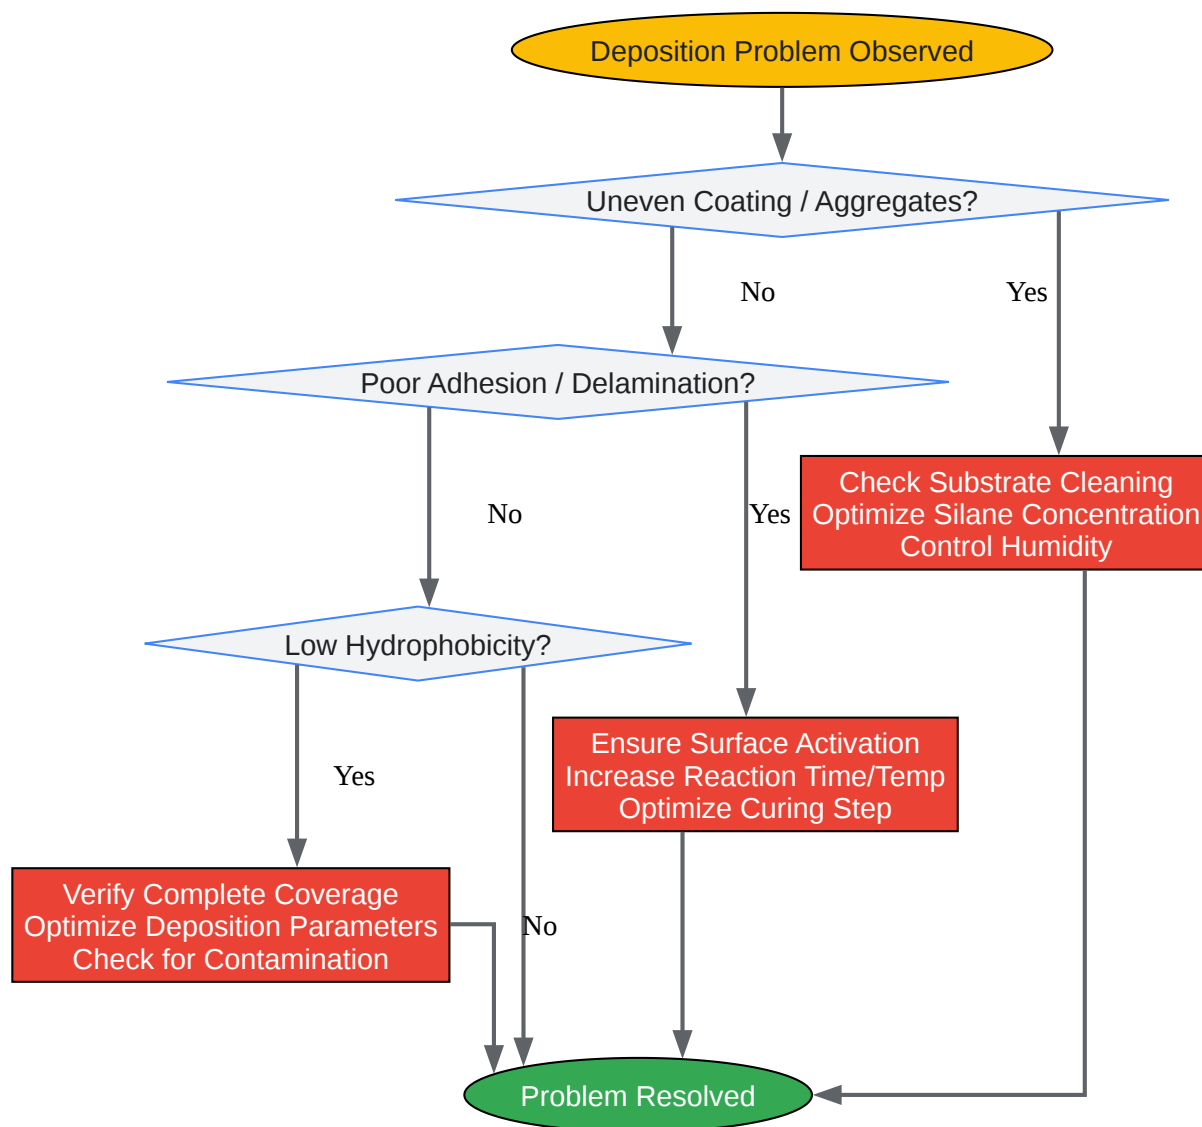 Deposition Problem Observed
Uneven Coating / Aggregates?
No
Yes
Poor Adhesion / Delamination?
No
Yes
Check Substrate Cleaning
Optimize Silane Concentration
Control Humidity
Low Hydrophobicity?
Yes
No
Ensure Surface Activation
Increase Reaction Time/Temp
Optimize Curing Step
Verify Complete Coverage
Optimize Deposition Parameters
Check for Contamination
Problem Resolved